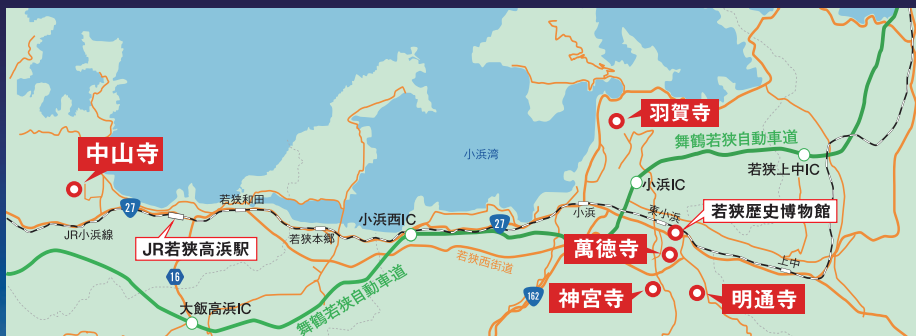 羽賀寺
舞鶴若狭自動車道
中山寺
小浜湾
若狭上中IC
小浜IC
27
若狭和田
小浜西IC
27
小浜
東小浜
若狭歴史博物館
JR小浜線
JR若狭高浜駅
若狭本郷
萬徳寺
若狭西街道
上中
16
舞鶴若狭自動車道
162
神宮寺
明通寺
大飯高浜IC